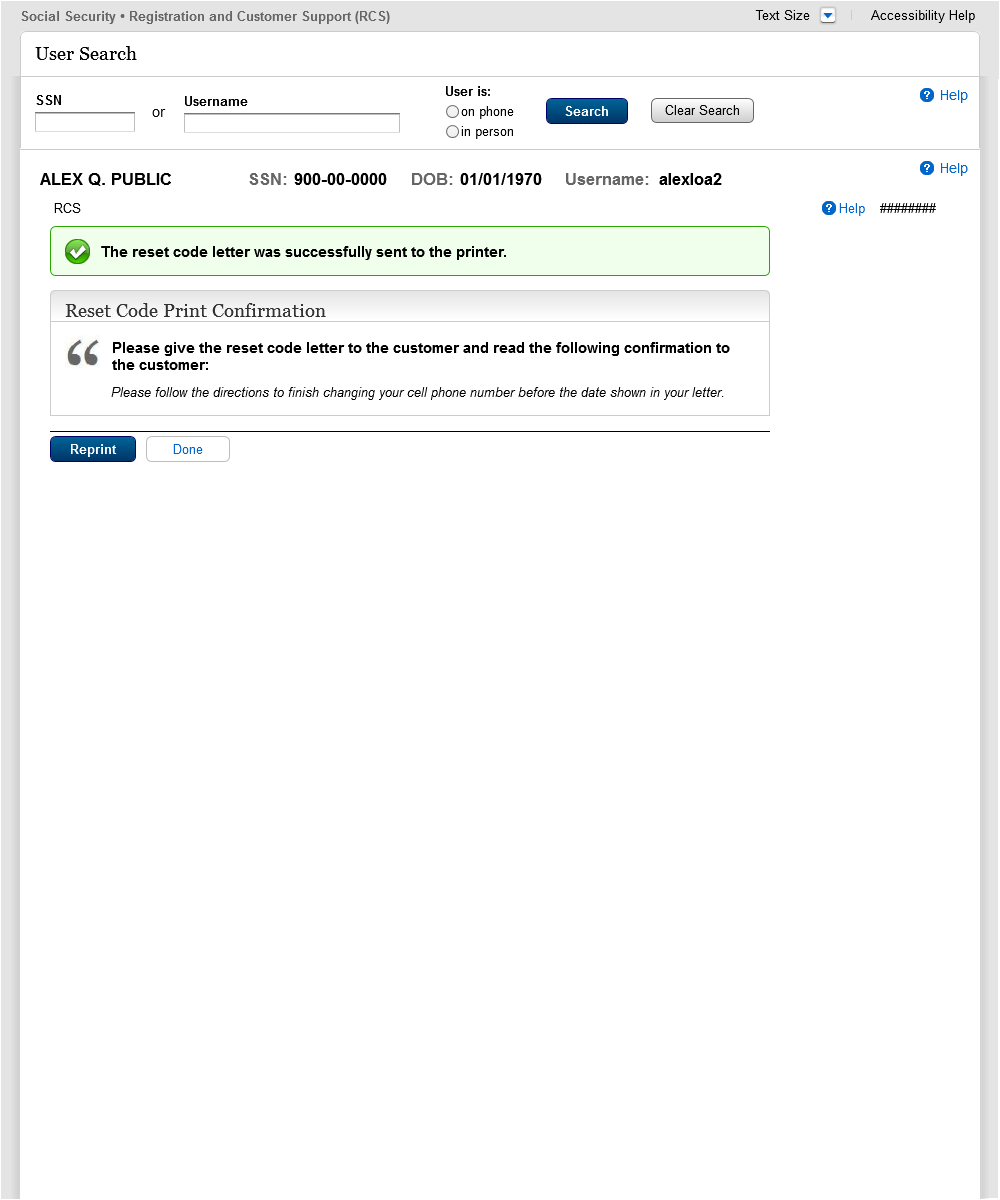 Social Security • Registration and Customer Support (RCS) Text Size Accessibility Help
User Search
SSN or Username User is: on phone in person Search Clear Search Help
ALEX Q. PUBLIC SSN: 900-00-0000 DOB: 01/01/1970 Username: alexloa2 Help
RCS Help ########
The reset code letter was successfully sent to the printer.
Reset Code Print Confirmation
“ Please give the reset code letter to the customer and read the following confirmation to
the customer:
Please follow the directions to finish changing your cell phone number before the date shown in your letter.
Reprint Done